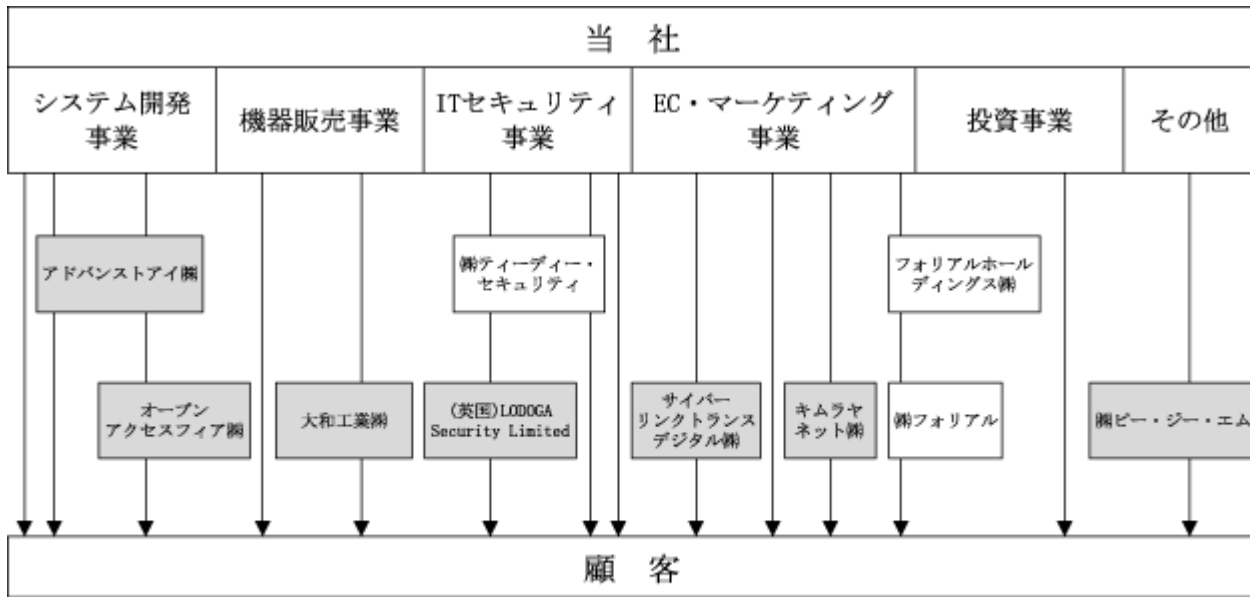 当 社
システム開発
事業
機器販売事業
ITセキュリティ
事業
EC・マーケティング
事業
投資事業
その他
アドバンストアイ㈱
㈱ティーディー・
セキュリティ
フォリアルホール
ディングス㈱
オープン
アクセスフィア㈱
大和工業㈱
(英国)LODOGA
Security Limited
サイバー
リンクトランス
デジタル㈱
キムラヤ
ネット㈱
㈱フォリアル
㈱ピー・ジー・エム
顧 客